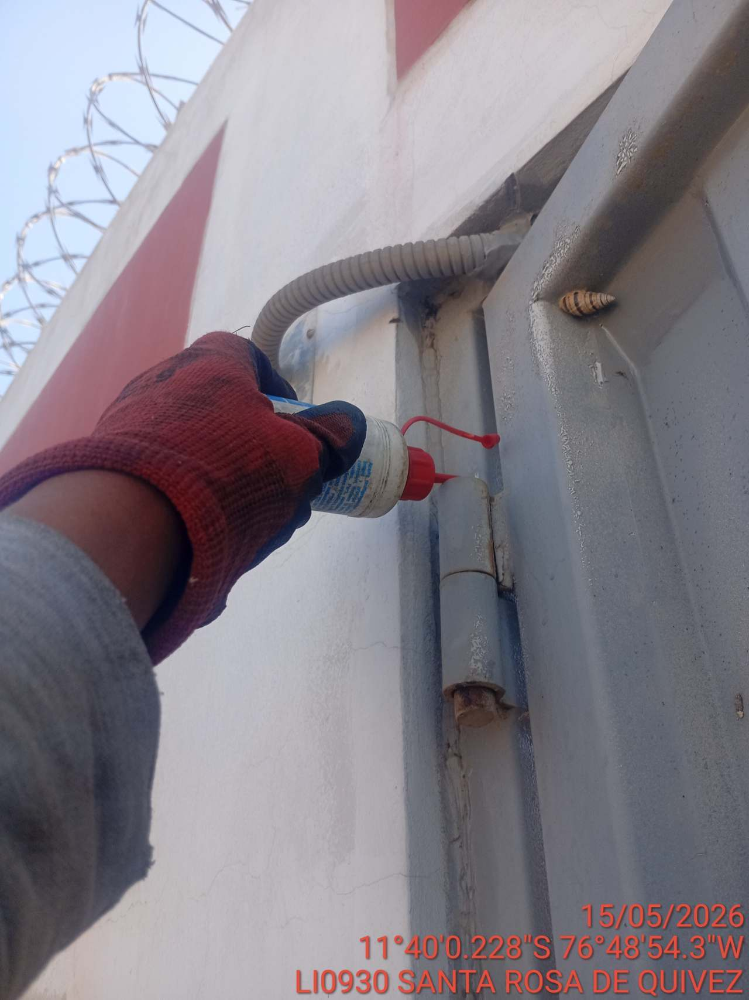 15/05/2026
11°40'0.228"S 76°48'54.3"W
LI0930 SANTA ROSA DE QUIVEZ